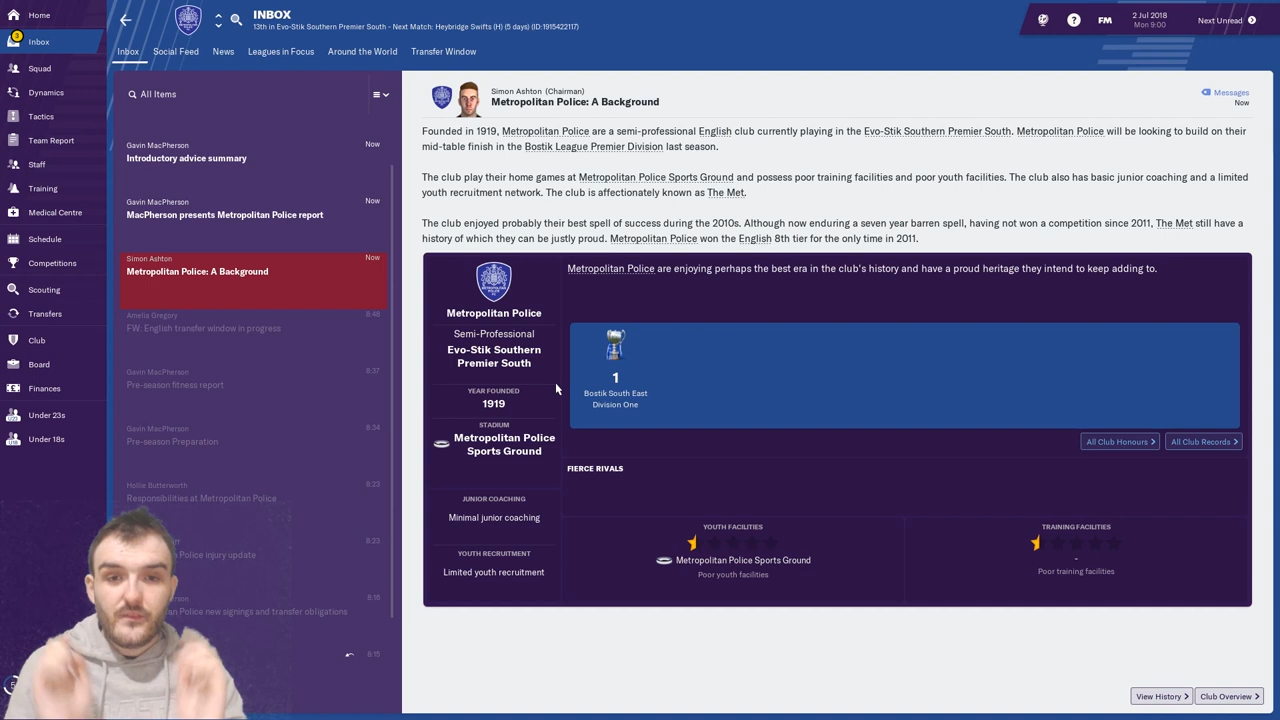 Home
3
Inbox
Squad
Dynamics
Tactics
Team Report
Staff
Training
Medical Centre
Schedule
Competitions
Scouting
Transfers
Club
Board
Finances
Under 23s
Under 18s
INBOX
13th in Evo-Stik Southern Premier South - Next Match: Heybridge Swifts (H) (5 days) (ID:1915422117)
FM
2 Jul 2018
Mon 9:00
Next Unread
Inbox Social Feed News Leagues in Focus Around the World Transfer Window
All Items
Gavin MacPherson Now
Introductory advice summary
Gavin MacPherson Now
MacPherson presents Metropolitan Police report
Simon Ashton Now
Metropolitan Police: A Background
Amelia Gregory 8:48
FW: English transfer window in progress
Gavin MacPherson 8:37
Pre-season fitness report
Gavin MacPherson 8:34
Pre-season Preparation
Hollie Butterworth 8:23
Responsibilities at Metropolitan Police
8:23
Police injury update
8:16
Police new signings and transfer obligations
8:15
Simon Ashton (Chairman)
Metropolitan Police: A Background
Messages
Now
Founded in 1919, Metropolitan Police are a semi-professional English club currently playing in the Evo-Stik Southern Premier South. Metropolitan Police will be looking to build on their
mid-table finish in the Bostik League Premier Division last season.
The club play their home games at Metropolitan Police Sports Ground and possess poor training facilities and poor youth facilities. The club also has basic junior coaching and a limited
youth recruitment network. The club is affectionately known as The Met.
The club enjoyed probably their best spell of success during the 2010s. Although now enduring a seven year barren spell, having not won a competition since 2011, The Met still have a
history of which they can be justly proud. Metropolitan Police won the English 8th tier for the only time in 2011.
Metropolitan Police
Semi-Professional
Evo-Stik Southern
Premier South
YEAR FOUNDED
1919
STADIUM
Metropolitan Police
Sports Ground
JUNIOR COACHING
Minimal junior coaching
YOUTH RECRUITMENT
Limited youth recruitment
Metropolitan Police are enjoying perhaps the best era in the club's history and have a proud heritage they intend to keep adding to.
1
Bostik South East
Division One
All Club Honours
All Club Records
FIERCE RIVALS
YOUTH FACILITIES
Metropolitan Police Sports Ground
Poor youth facilities
TRAINING FACILITIES
-
Poor training facilities
View History
Club Overview